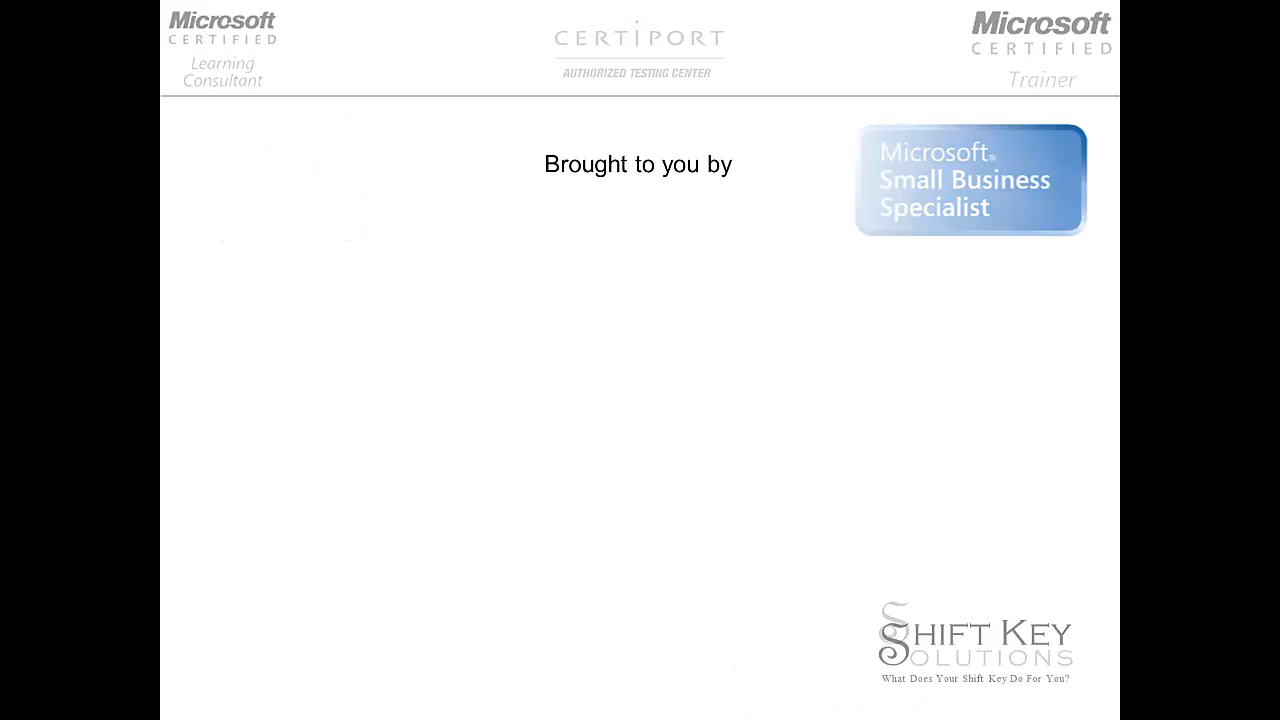 Microsoft
CERTIFIED
Learning
Consultant
CERTIPORT
AUTHORIZED TESTING CENTER
Microsoft
CERTIFIED
Trainer
Brought to you by
Microsoft®
Small Business
Specialist
SHIFT KEY
SOLUTIONS
What Does Your Shift Key Do For You?